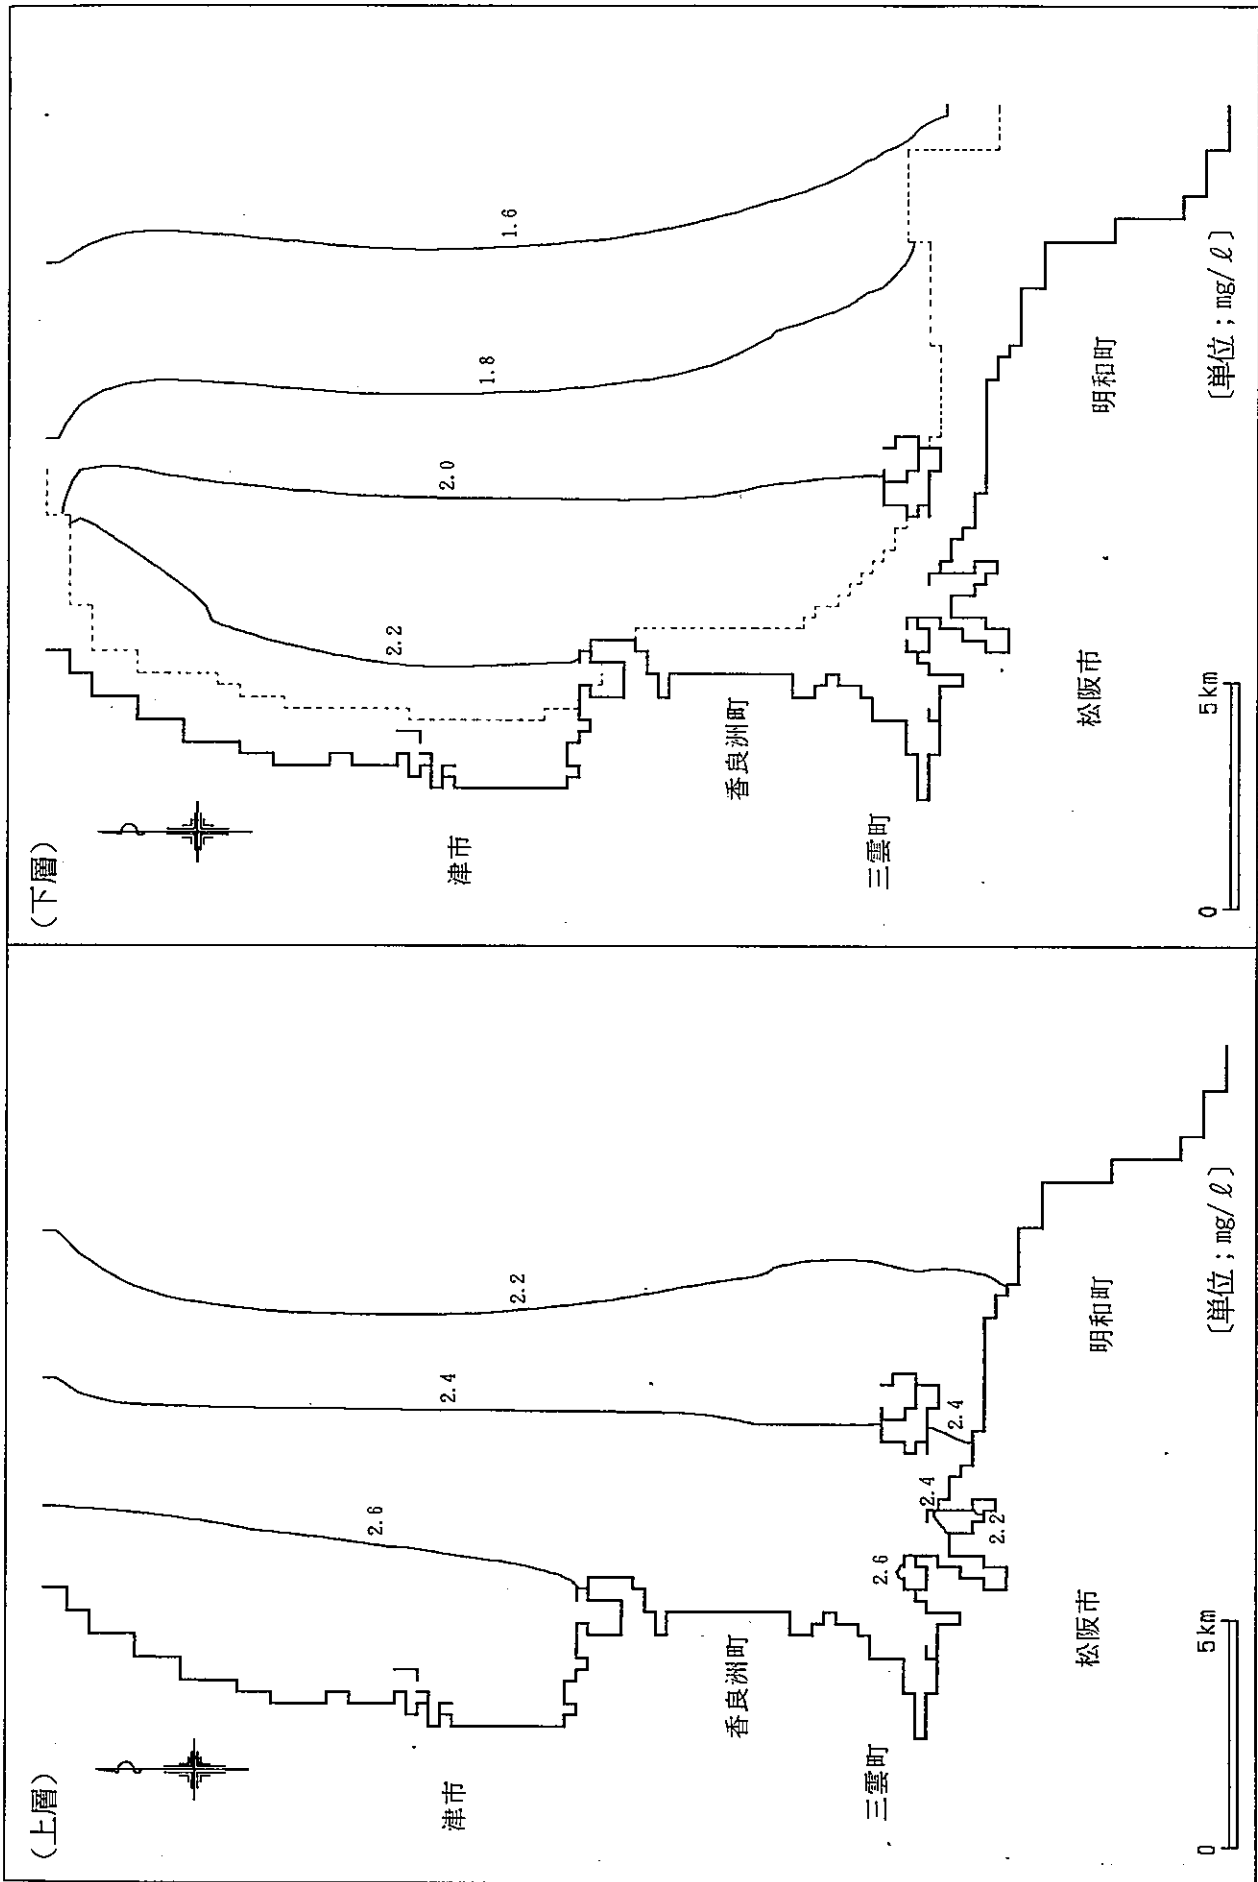 (上層)
2.6
2.4
2.2
津市
香良洲町
三雲町
2.6
2.4
2.4
2.2
松阪市
明和町
0
5km
〔単位；mg/ℓ〕
(下層)
2.2
2.0
1.8
1.6
津市
香良洲町
三雲町
松阪市
明和町
0
5km
〔単位；mg/ℓ〕